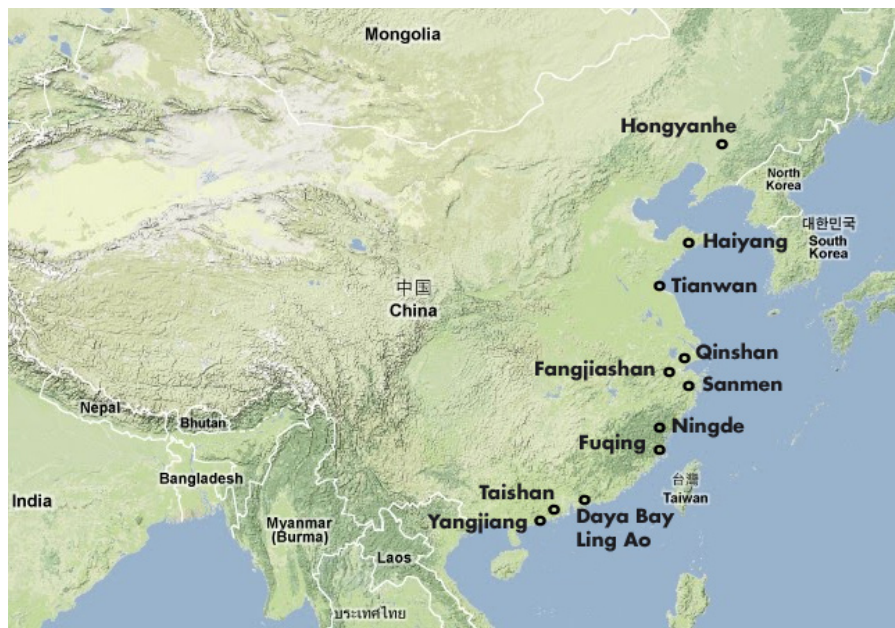 Mongolia
Hongyanhe
North
Korea
대한민국
South
Korea
Haiyang
中国
China
Tianwan
Qinshan
Fangjiashan
Sanmen
Nepal
Bhutan
Ningde
Fuqing
Bangladesh
台灣
Taiwan
India
Taishan
Yangjiang
Daya Bay
Ling Ao
Myanmar
(Burma)
Laos
ประเทศไทย